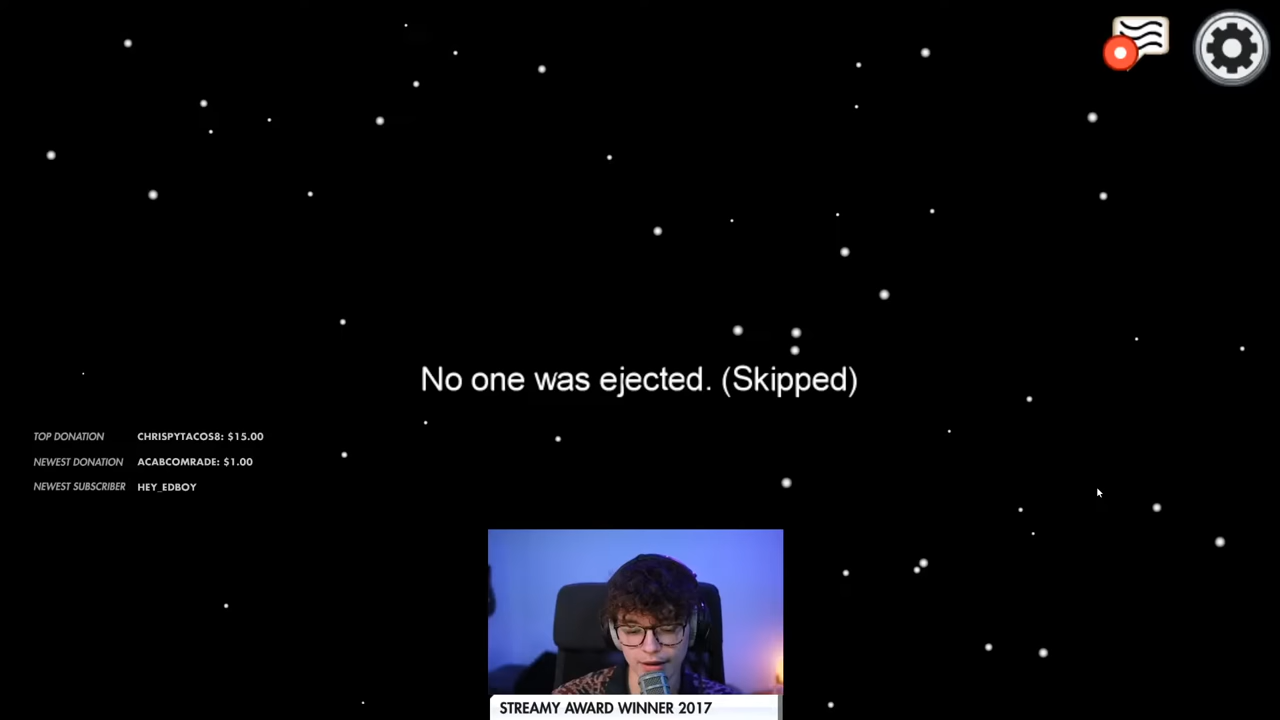 No one was ejected. (Skipped)
TOP DONATION CHRISPYTACOS8: $15.00
NEWEST DONATION ACABCOMRADE: $1.00
NEWEST SUBSCRIBER HEY_EDBOY
STREAMY AWARD WINNER 2017